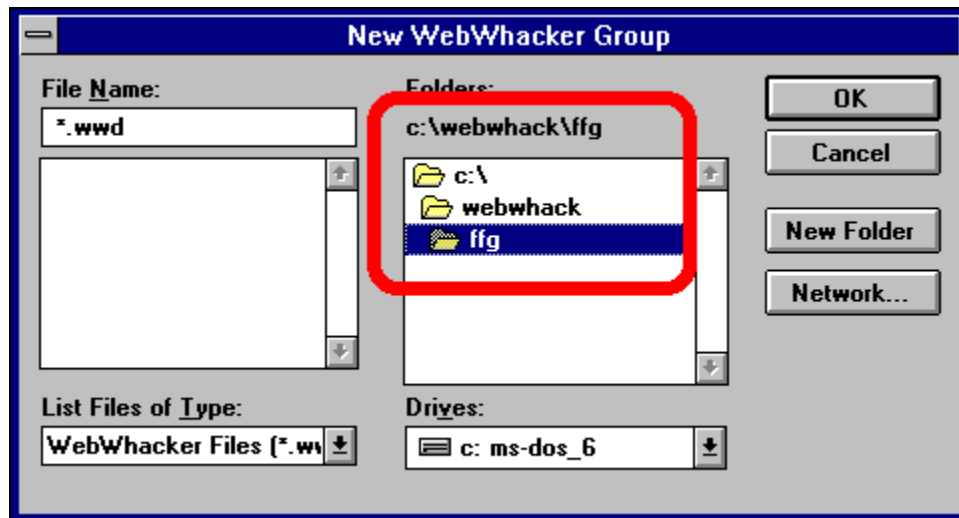 New WebWhacker Group
File Name:
*.wwd
Folders:
c:\webwhack\ffg
c:\
webwhack
ffg
OK
Cancel
New Folder
Network...
List Files of Type:
WebWhacker Files (*.ww
Drives:
c: ms-dos_6